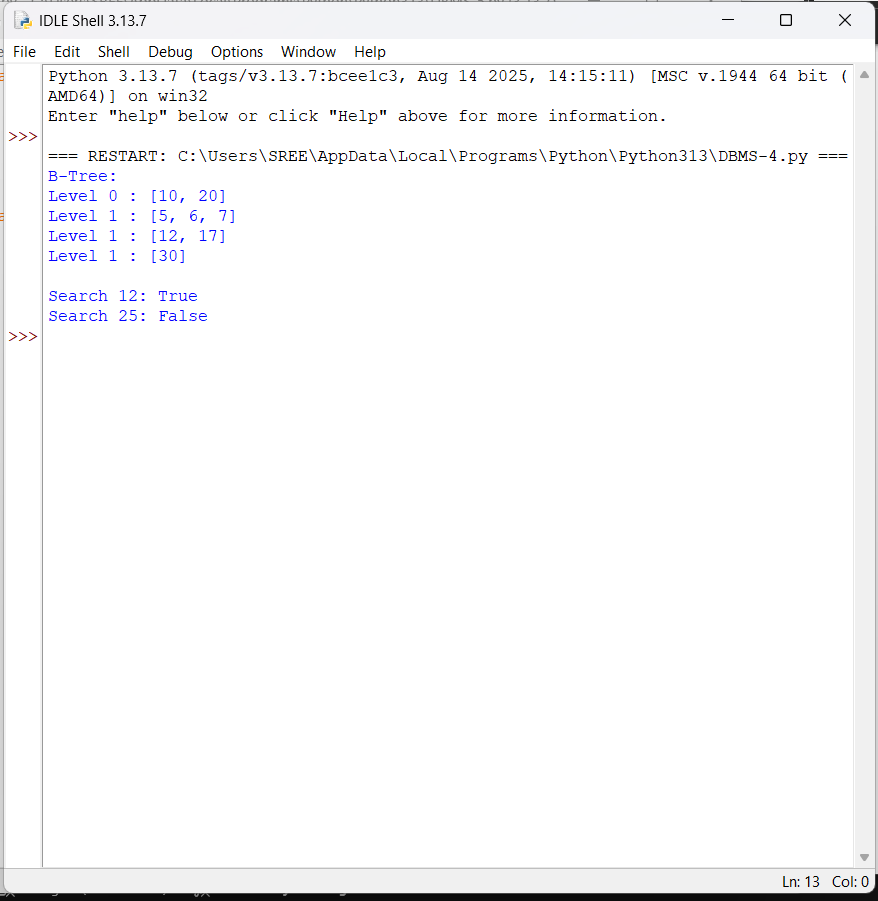 IDLE Shell 3.13.7
File Edit Shell Debug Options Window Help
Python 3.13.7 (tags/v3.13.7:bcee1c3, Aug 14 2025, 14:15:11) [MSC v.1944 64 bit (
AMD64)] on win32
Enter "help" below or click "Help" above for more information.
>>>
=== RESTART: C:\Users\SREE\AppData\Local\Programs\Python\Python313\DBMS-4.py ===
B-Tree:
Level 0 : [10, 20]
Level 1 : [5, 6, 7]
Level 1 : [12, 17]
Level 1 : [30]
Search 12: True
Search 25: False
>>>
Ln: 13 Col: 0